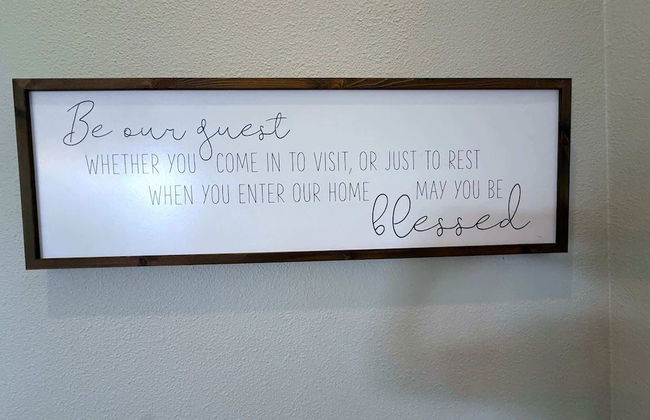 Be our guest
WHETHER YOU COME IN TO VISIT, OR JUST TO REST
WHEN YOU ENTER OUR HOME MAY YOU BE
blessed